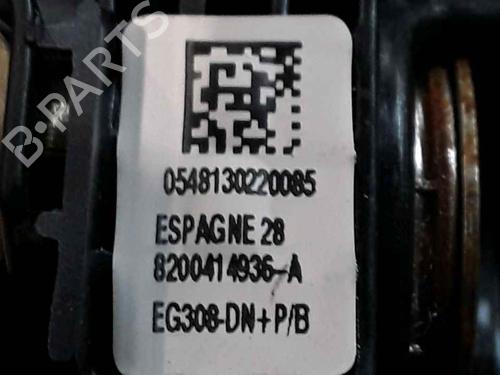 B-PARTS
0548130220085
ESPAGNE 28
8200414936-A
EG308-DN+P/B